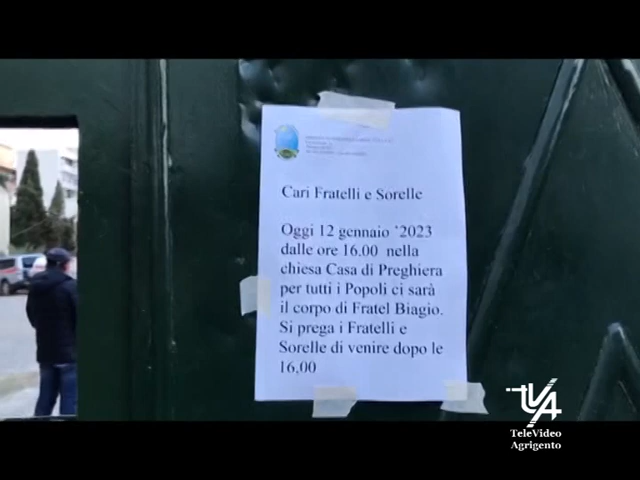 Cari Fratelli e Sorelle
Oggi 12 gennaio '2023
dalle ore 16.00 nella
chiesa Casa di Preghiera
per tutti i Popoli ci sarà
il corpo di Fratel Biagio.
Si prega i Fratelli e
Sorelle di venire dopo le
16,00
tVA
TeleVideo
Agrigento